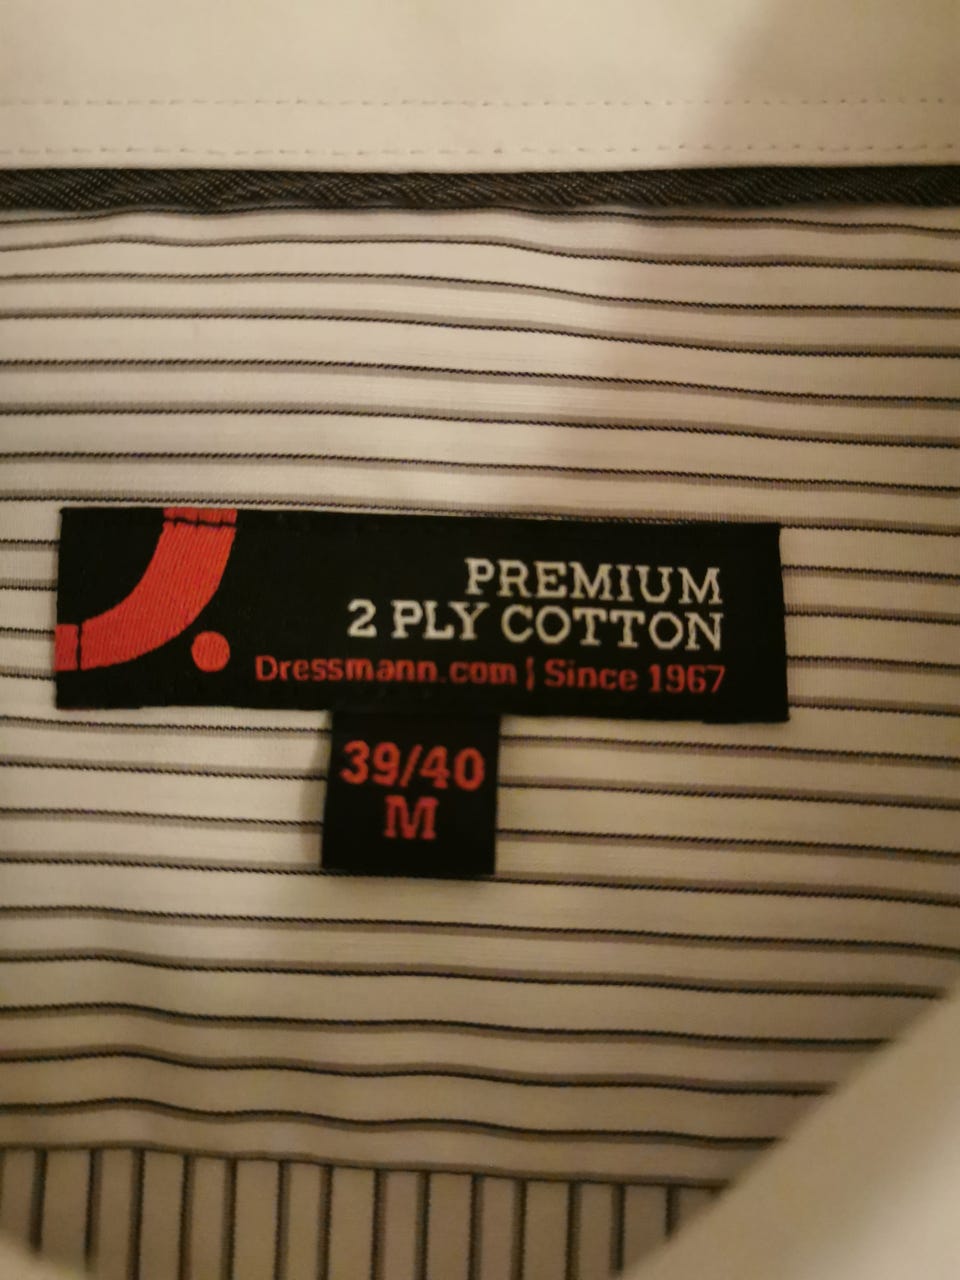 PREMIUM
2 PLY COTTON
Dressmann.com | Since 1967
39/40
M